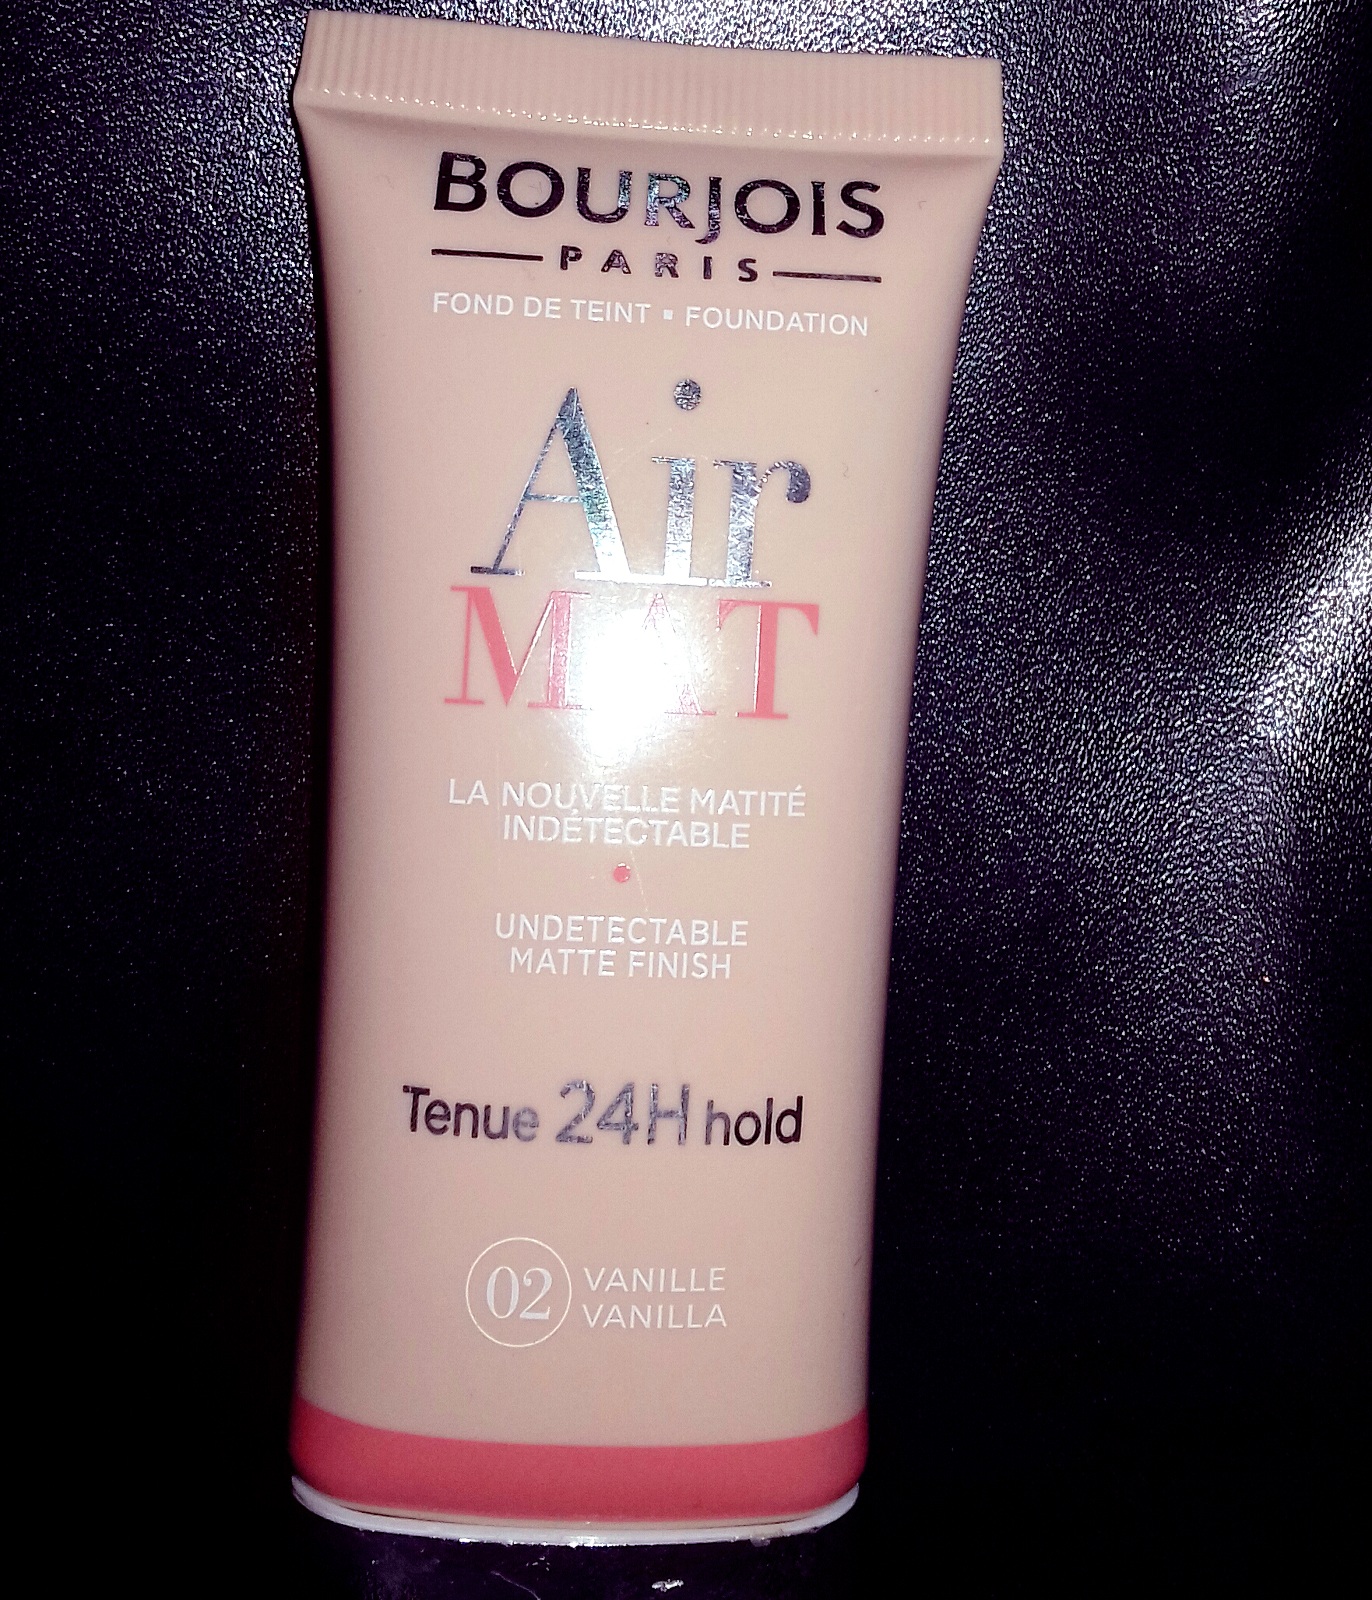 BOURJOIS
PARIS
FOND DE TEINT ▪ FOUNDATION
Air
MAT
LA NOUVELLE MATITÉ
INDÉTECTABLE
UNDETECTABLE
MATTE FINISH
Tenue 24H hold
02 VANILLE
VANILLA